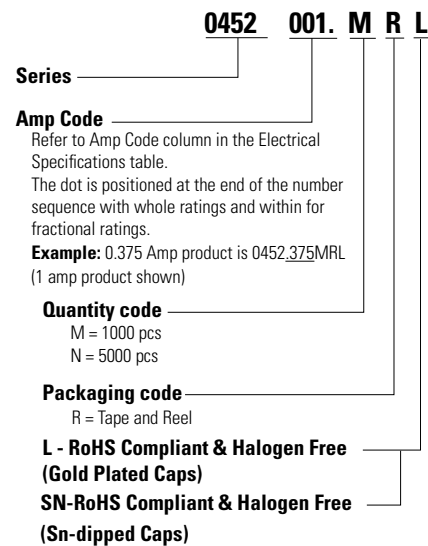 0452 001. M R L
Series
Amp Code
Refer to Amp Code column in the Electrical
Specifications table.
The dot is positioned at the end of the number
sequence with whole ratings and within for
fractional ratings.
Example: 0.375 Amp product is 0452.375MRL
(1 amp product shown)
Quantity code
M = 1000 pcs
N = 5000 pcs
Packaging code
R = Tape and Reel
L - RoHS Compliant & Halogen Free
(Gold Plated Caps)
SN-RoHS Compliant & Halogen Free
(Sn-dipped Caps)